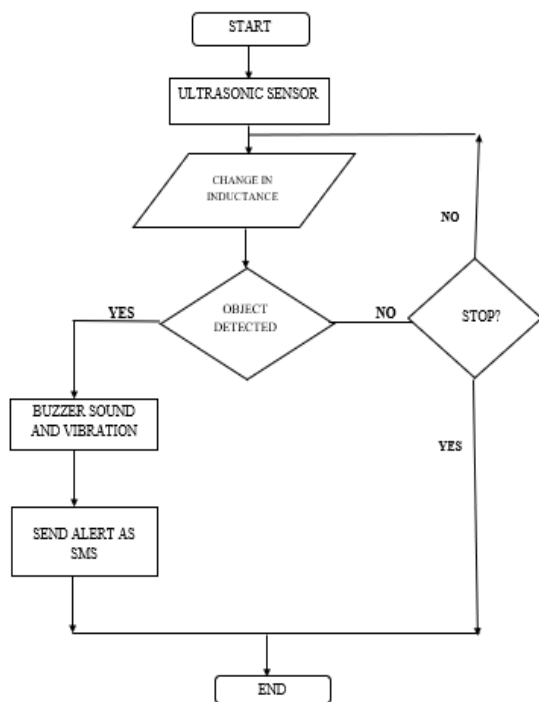 START
ULTRASONIC SENSOR
CHANGE IN
INDUCTANCE
NO
YES
OBJECT
DETECTED
NO
STOP?
BUZZER SOUND
AND VIBRATION
YES
SEND ALERT AS
SMS
END